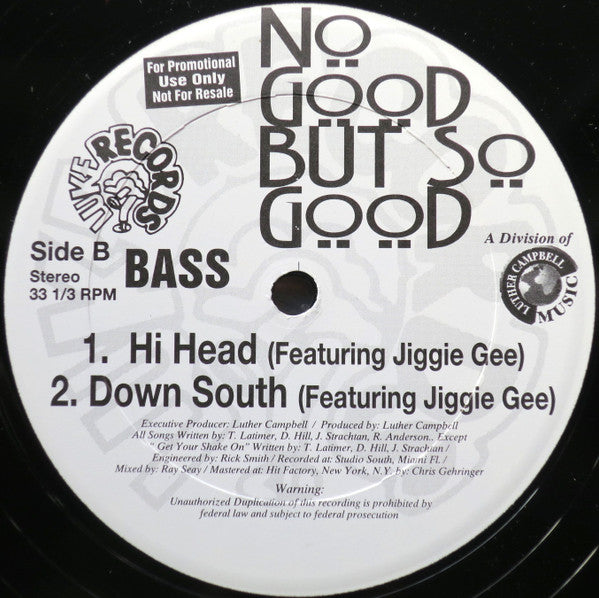 NO
GOOD
BUT SO
GOOD
For Promotional
Use Only
Not For Resale
LUKE RECORDS
Side B
Stereo
33 1/3 RPM
BASS
A Division of
LUTHER CAMPBELL
MUSIC
1. Hi Head (Featuring Jiggie Gee)
2. Down South (Featuring Jiggie Gee)
Executive Producer: Luther Campbell / Produced by: Luther Campbell
All Songs Written by: T. Latimer, D. Hill, J. Strachtan, R. Anderson.. Except
" Get Your Shake On" Written by: T. Latimer, D. Hill, J. Strachtan /
Engineered by: Rick Smith / Recorded at: Studio South, Miami FL /
Mixed by: Ray Seay / Mastered at: Hit Factory, New York, N.Y. by: Chris Gehringer
Warning:
Unauthorized Duplication of this recording is prohibited by
federal law and subject to federal prosecution